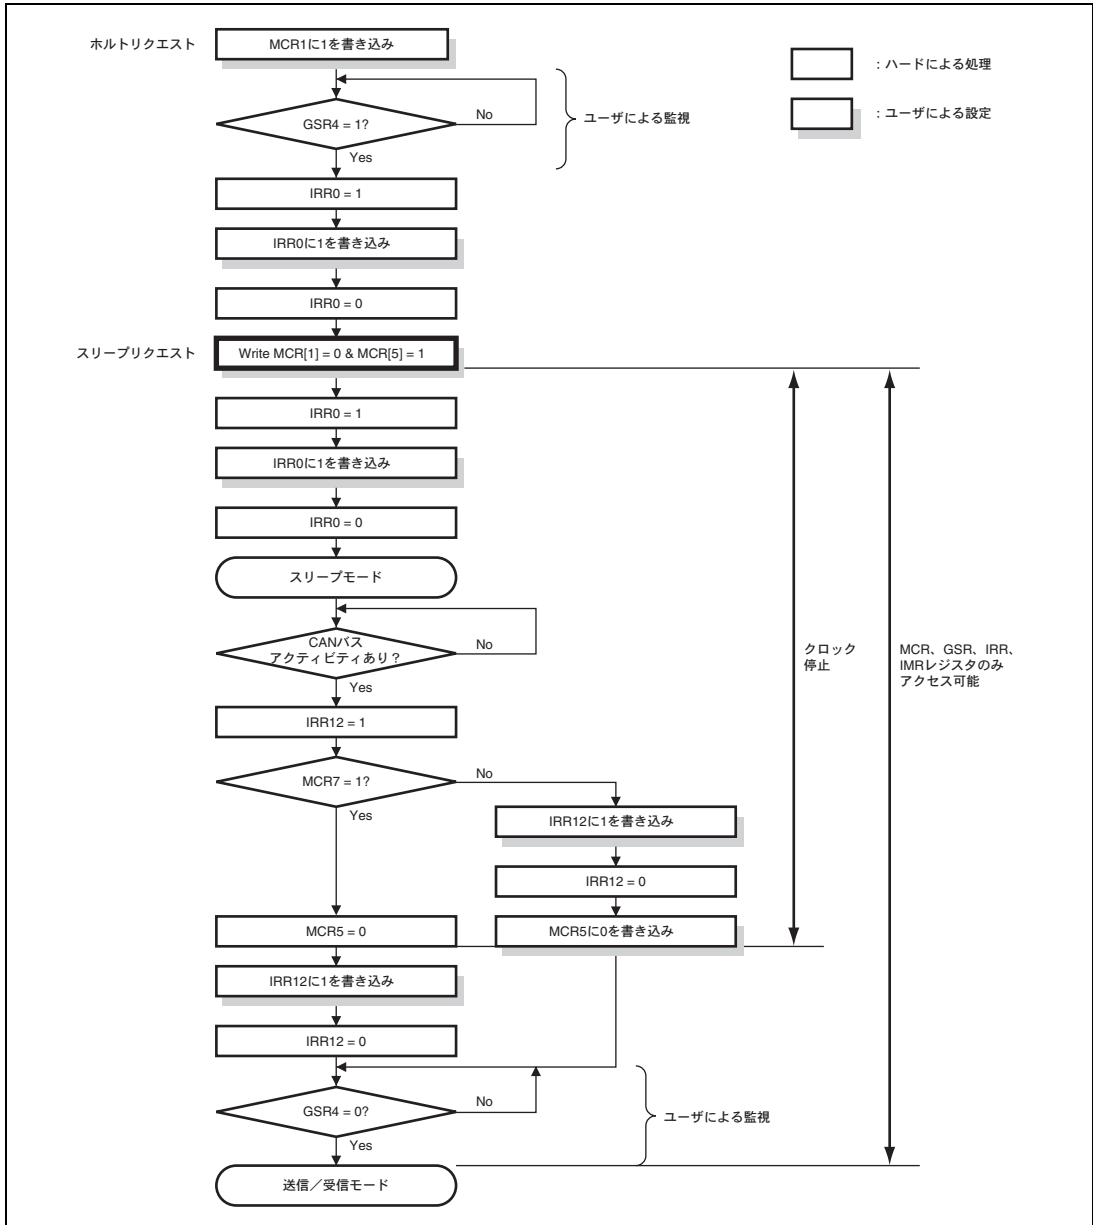 ホルトリクエスト
MCR1に1を書き込み
：ハードによる処理
：ユーザによる設定
GSR4 = 1?
No
ユーザによる監視
Yes
IRR0 = 1
IRR0に1を書き込み
IRR0 = 0
スリープリクエスト
Write MCR[1] = 0 & MCR[5] = 1
IRR0 = 1
IRR0に1を書き込み
IRR0 = 0
スリープモード
CANバス
アクティビティあり？
No
Yes
クロック
停止
MCR、GSR、IRR、
IMRレジスタのみ
アクセス可能
IRR12 = 1
MCR7 = 1?
No
Yes
IRR12に1を書き込み
IRR12 = 0
MCR5 = 0
MCR5に0を書き込み
IRR12に1を書き込み
IRR12 = 0
GSR4 = 0?
No
ユーザによる監視
Yes
送信／受信モード